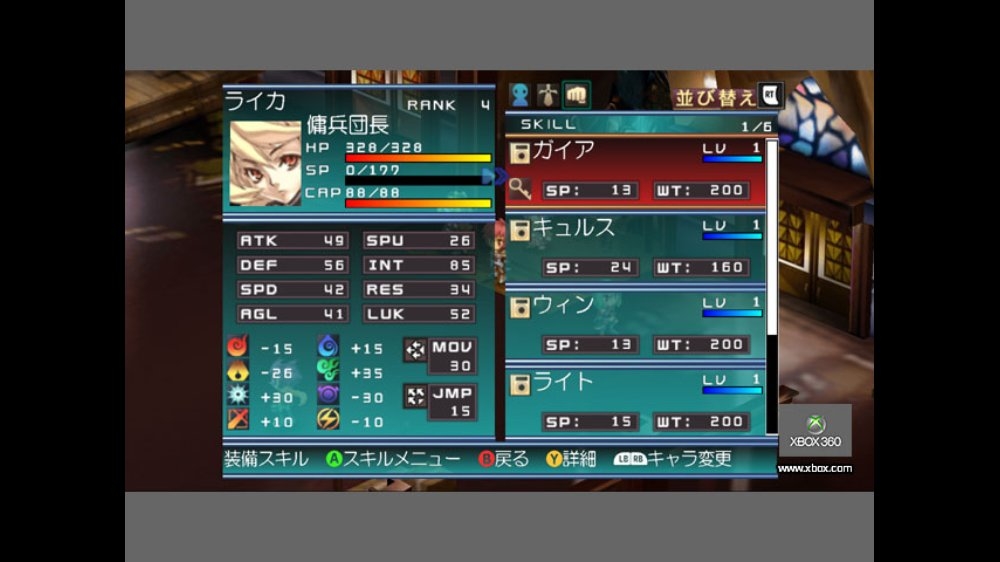 ライカ RANK 4
傭兵団長
HP 328/328
SP 0/177
CAP 88/88
ATK 49 SPU 26
DEF 56 INT 85
SPD 42 RES 34
AGL 41 LUK 52
-15 +15 MOV 30
-26 +35
+30 -30 JMP 15
+10 -10
並び替え RT
SKILL 1/6
ガイア LV 1
SP: 13 WT: 200
キュルス LV 1
SP: 24 WT: 160
ウィン LV 1
SP: 13 WT: 200
ライト LV 1
SP: 15 WT: 200
装備スキル Aスキルメニュー B戻る Y詳細 LB RBキャラ変更
XBOX360
www.xbox.com